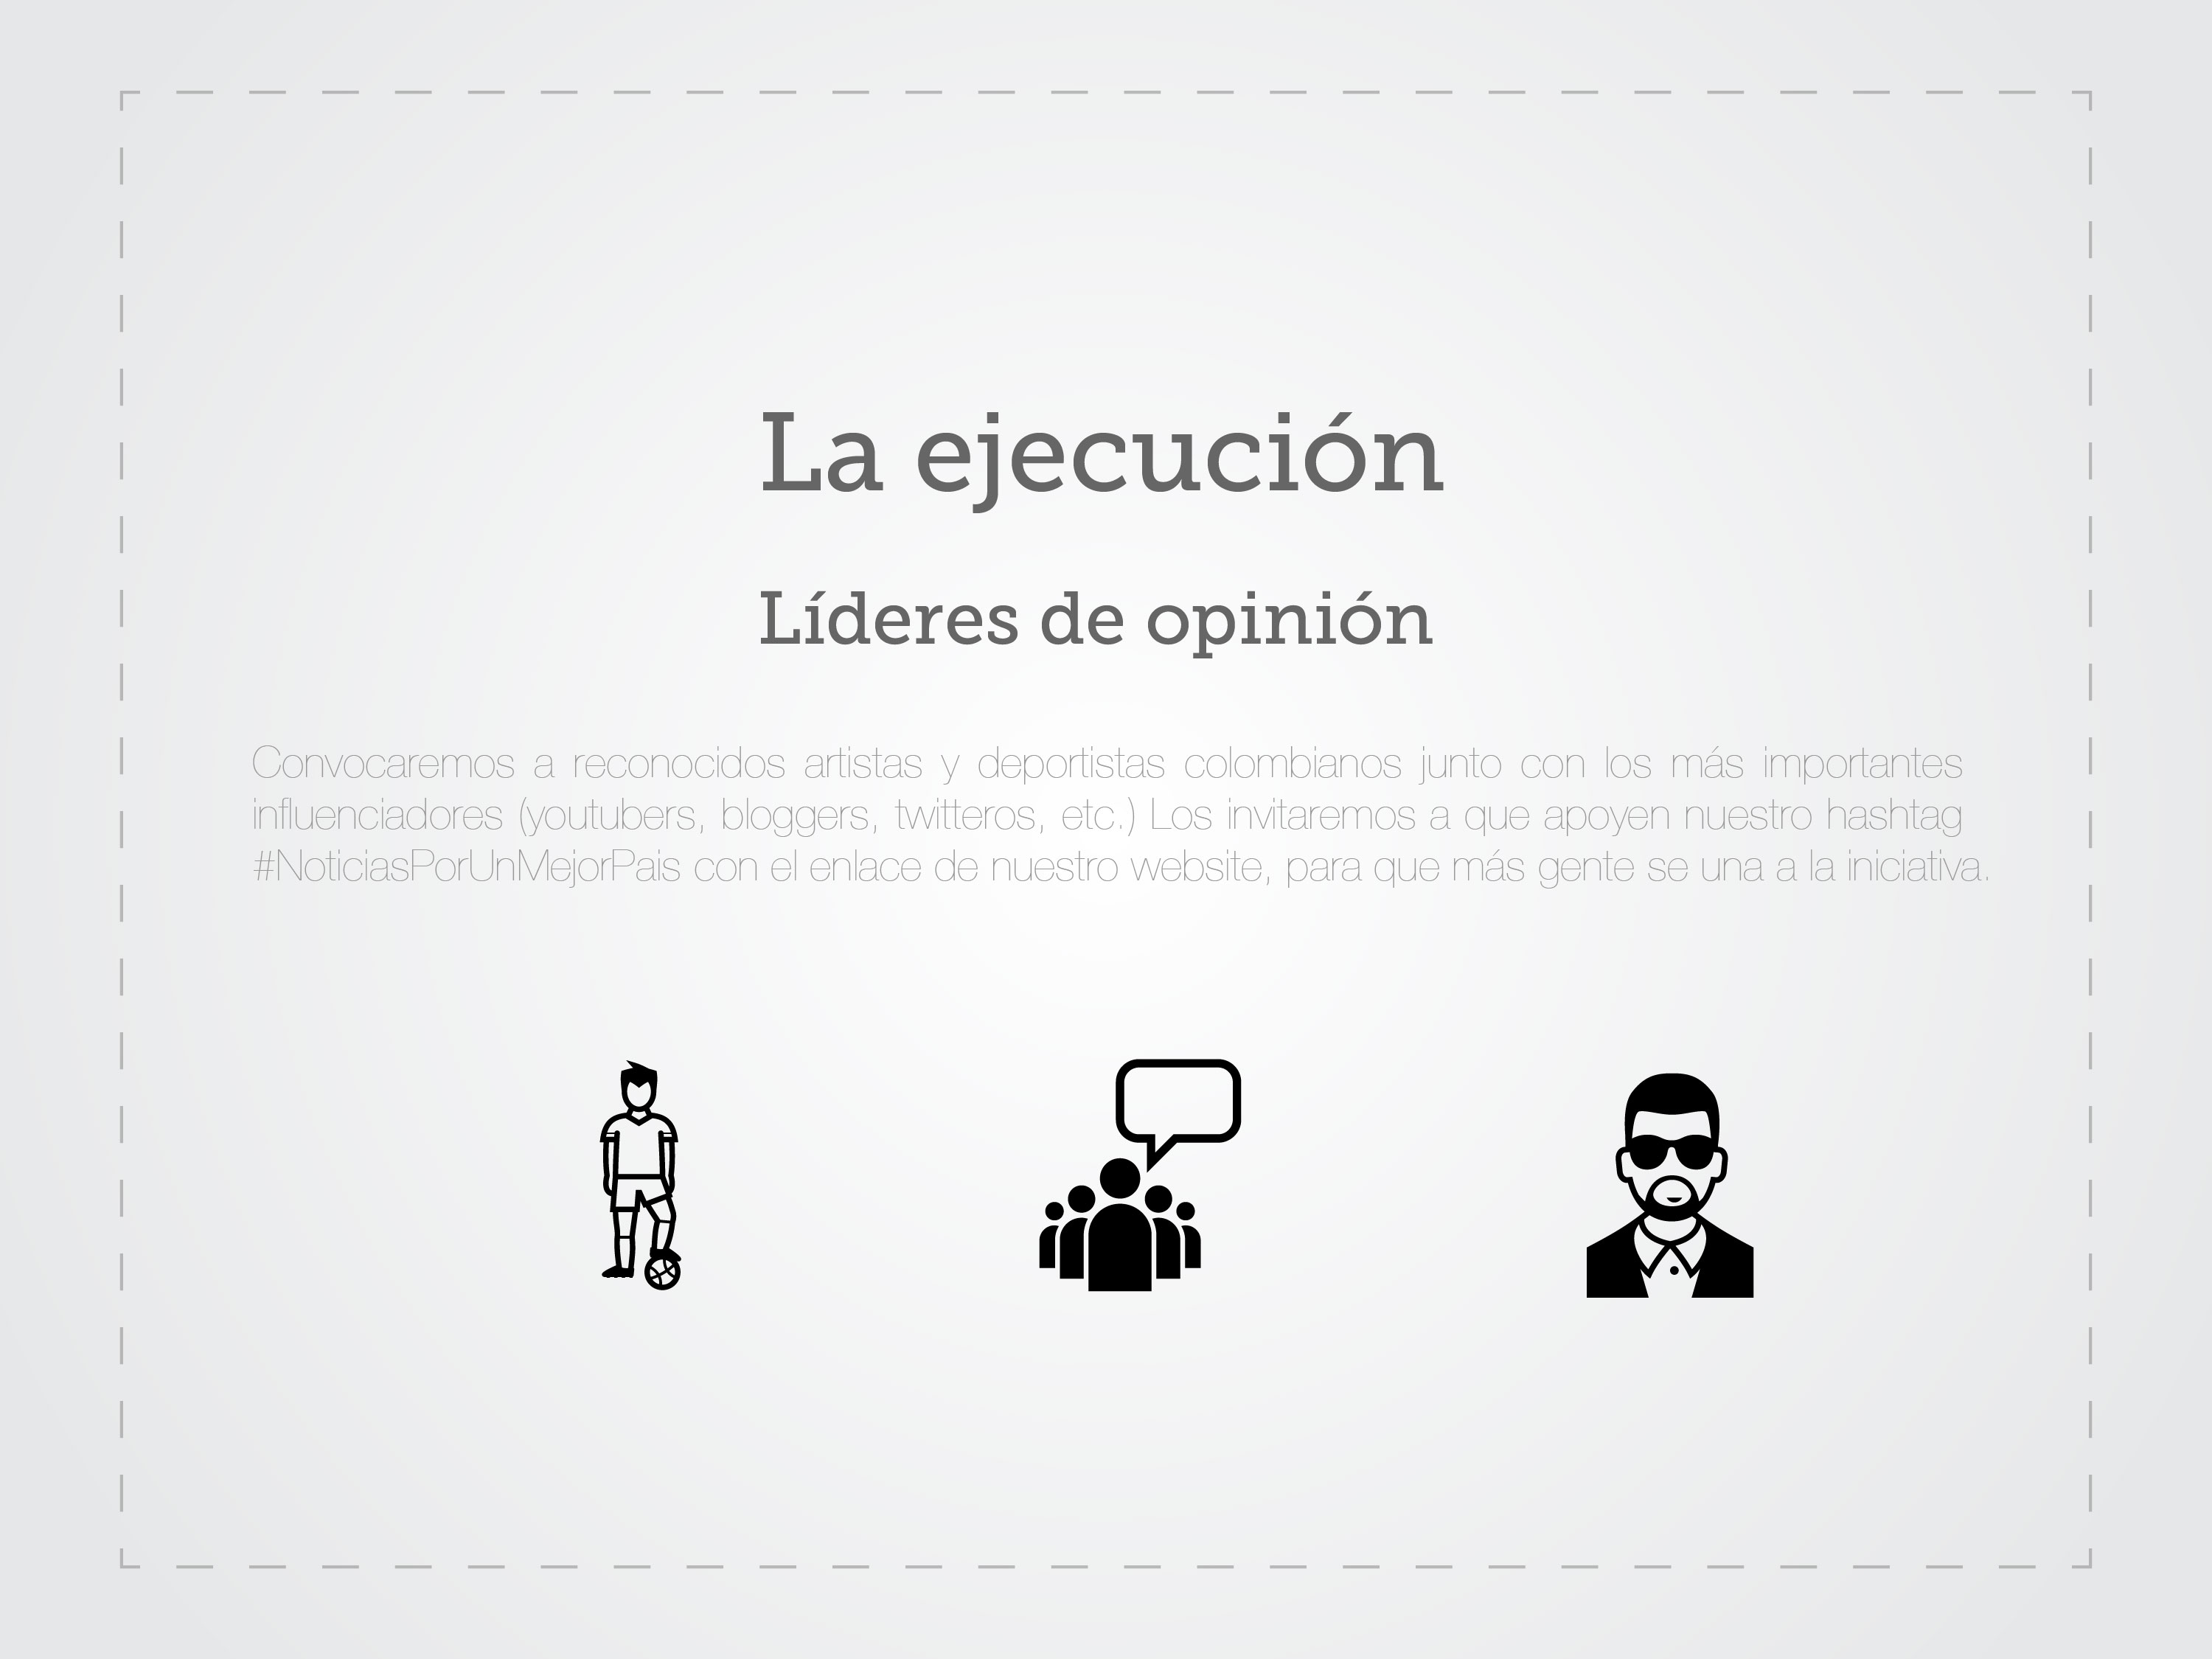 La ejecución
Líderes de opinión
Convocaremos a reconocidos artistas y deportistas colombianos junto con los más importantes
influenciadores (youtubers, bloggers, twitteros, etc.) Los invitaremos a que apoyen nuestro hashtag
#NoticiasPorUnMejorPais con el enlace de nuestro website, para que más gente se una a la iniciativa.